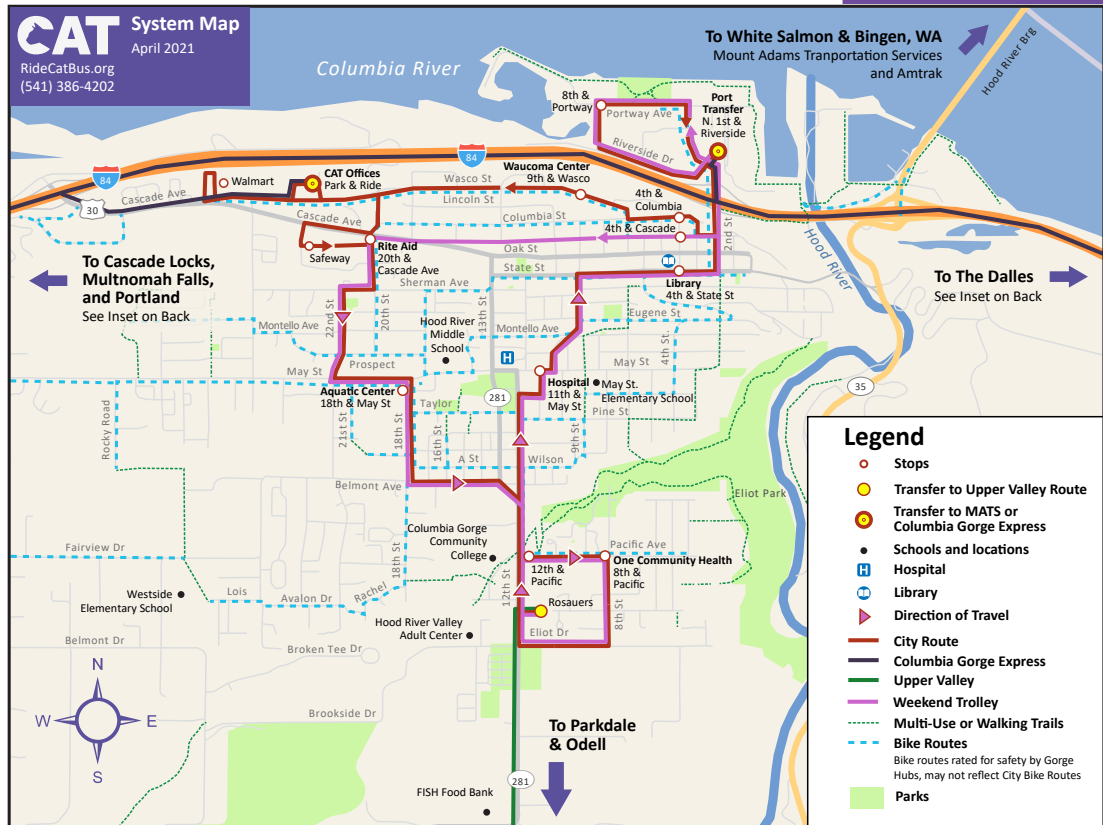 CAT
System Map
April 2021
RideCatBus.org
(541) 386-4202
Columbia River
To White Salmon & Bingen, WA
Mount Adams Tranportation Services
and Amtrak
Hood River Brg
8th &
Portway
Portway Ave
Riverside Dr
Port
Transfer
N. 1st &
Riverside
84
84
30
Cascade Ave
Walmart
CAT Offices
Park & Ride
Wasco St
Lincoln St
Waucoma Center
9th & Wasco
4th &
Columbia
Columbia St
4th & Cascade
2nd St
Cascade Ave
Safeway
Rite Aid
20th &
Cascade Ave
Oak St
State St
Sherman Ave
Library
4th & State St
Hood River
To Cascade Locks,
Multnomah Falls,
and Portland
See Inset on Back
To The Dalles
See Inset on Back
22nd St
20th St
13th St
Montello Ave
Hood River
Middle
School
Montello Ave
Eugene St
4th St.
Prospect
May St
H
May St
Hospital
11th &
May St
May St.
Elementary School
Pine St
35
Aquatic Center
18th & May St
281
Taylor
Rocky Road
21st St
18th St
16th St
A St
Wilson
9th St
Belmont Ave
Eliot Park
Columbia Gorge
Community
College
Fairview Dr
18th St
Pacific Ave
12th &
Pacific
One Community Health
8th &
Pacific
Westside
Elementary School
Lois
Avalon Dr
Rachel
12th St
Rosauers
8th St
Hood River Valley
Adult Center
Eliot Dr
Belmont Dr
Broken Tee Dr
N
W
E
S
Brookside Dr
To Parkdale
& Odell
281
FISH Food Bank
Legend
Stops
Transfer to Upper Valley Route
Transfer to MATS or
Columbia Gorge Express
Schools and locations
H
Hospital
Library
Direction of Travel
City Route
Columbia Gorge Express
Upper Valley
Weekend Trolley
Multi-Use or Walking Trails
Bike Routes
Bike routes rated for safety by Gorge
Hubs, may not reflect City Bike Routes
Parks